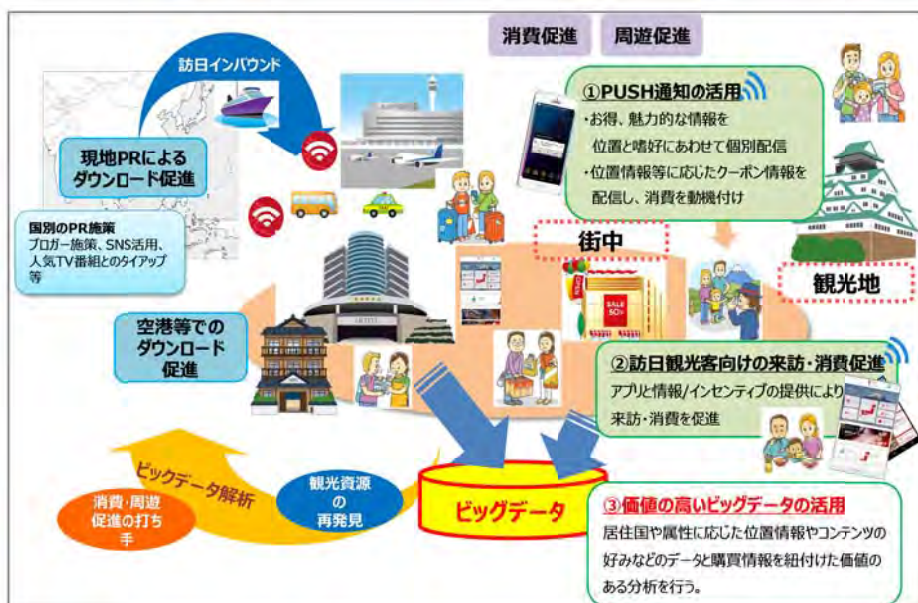 消費促進
周遊促進
訪日インバウンド
①PUSH通知の活用
・お得、魅力的な情報を
位置と嗜好にあわせて個別配信
・位置情報等に応じたクーポン情報を
配信し、消費を動機付け
現地PRによる
ダウンロード促進
国別のPR施策
ブロガー施策、SNS活用、
人気TV番組とのタイアップ
等
街中
観光地
SALE
空港等での
ダウンロード
促進
②訪日観光客向けの来訪・消費促進
アプリと情報/インセンティブの提供により
来訪・消費を促進
ビックデータ解析
観光資源
の
再発見
消費・周遊
促進の打ち
手
ビッグデータ
③価値の高いビッグデータの活用
居住国や属性に応じた位置情報やコンテンツの
好みなどのデータと購買情報を紐付けた価値の
ある分析を行う。